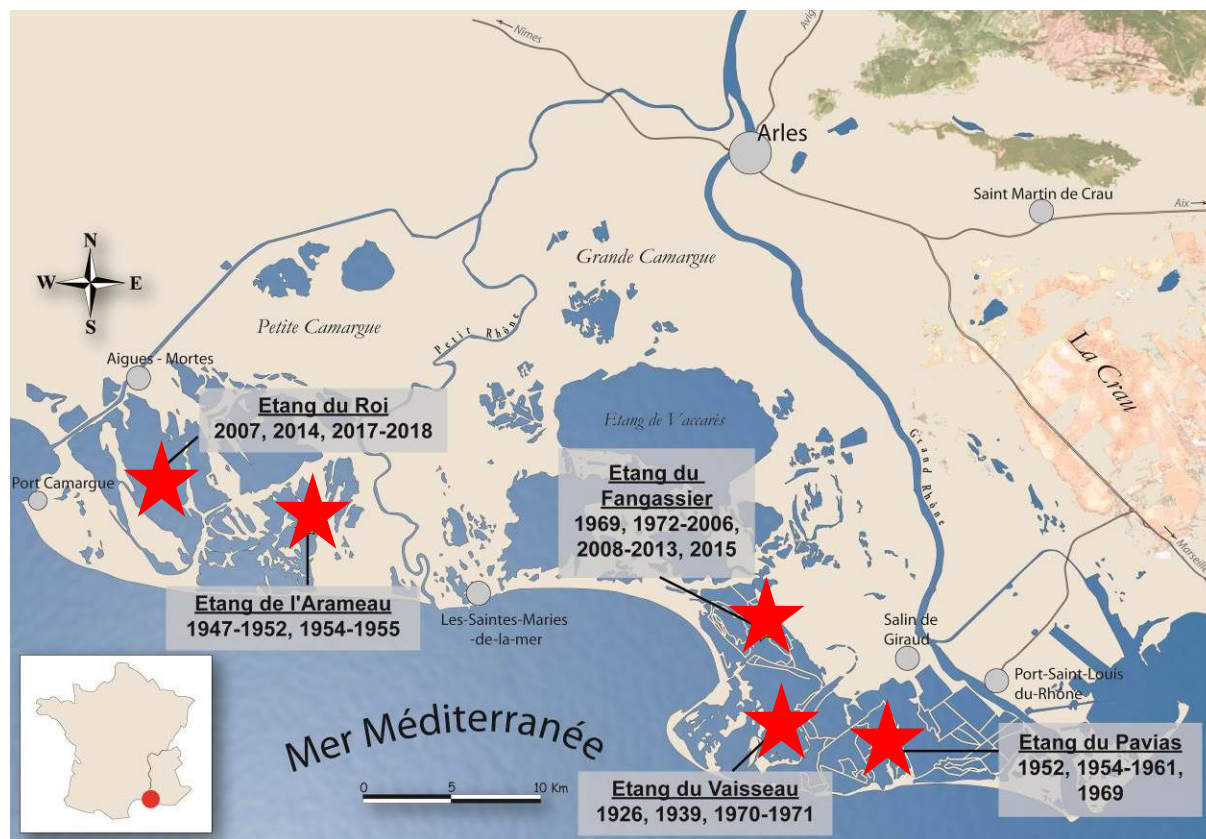 Nîmes
Avig
Arles
Saint Martin de Crau
Aix
N
W E
S
Grande Camargue
Petite Camargue
Petit Rhône
La Crau
Aigues - Mortes
Etang du Roi
2007, 2014, 2017-2018
Etang de Vaccarès
Grand Rhône
Port Camargue
Etang du
Fangassier
1969, 1972-2006,
2008-2013, 2015
Marseille
Etang de l'Arameau
1947-1952, 1954-1955
Les-Saintes-Maries
-de-la-mer
Salin de
Giraud
Port-Saint-Louis
du-Rhône
Mer Méditerranée
0 5 10 Km
Etang du Vaisseau
1926, 1939, 1970-1971
Etang du Pavias
1952, 1954-1961,
1969